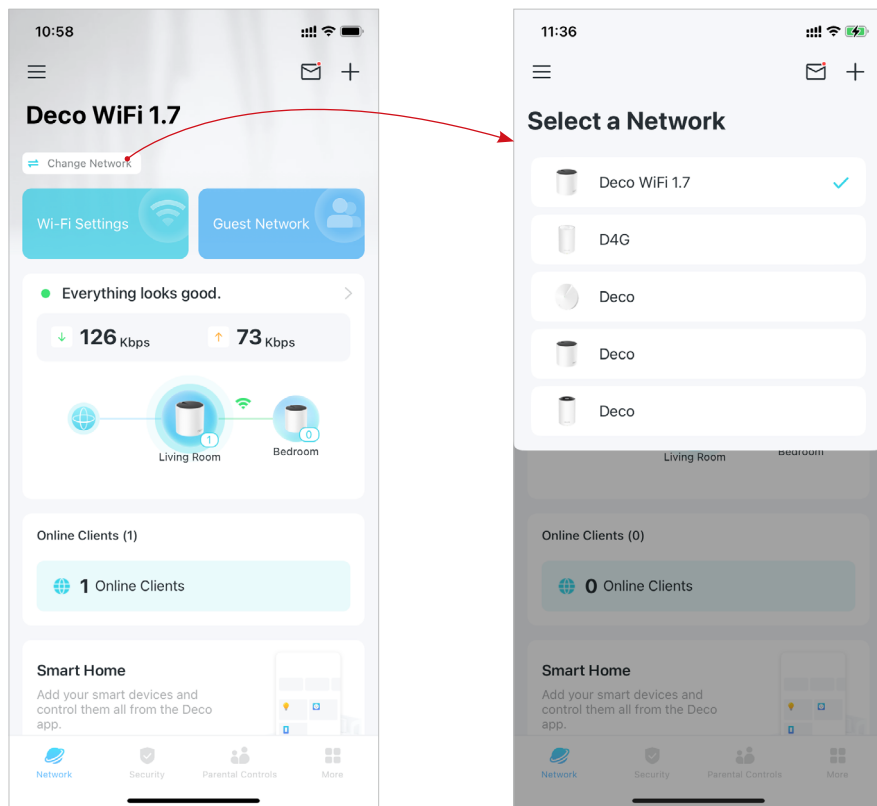 10:58
Deco WiFi 1.7
Change Network
Wi-Fi Settings
Guest Network
Everything looks good.
126 Kbps
73 Kbps
1
0
Living Room
Bedroom
Online Clients (1)
1 Online Clients
Smart Home
Add your smart devices and
control them all from the Deco
app.
Network
Security
Parental Controls
More
11:36
Select a Network
Deco WiFi 1.7
D4G
Deco
Deco
Deco
Living Room
Bedroom
Online Clients (0)
0 Online Clients
Smart Home
Add your smart devices and
control them all from the Deco
app.
Network
Security
Parental Controls
More